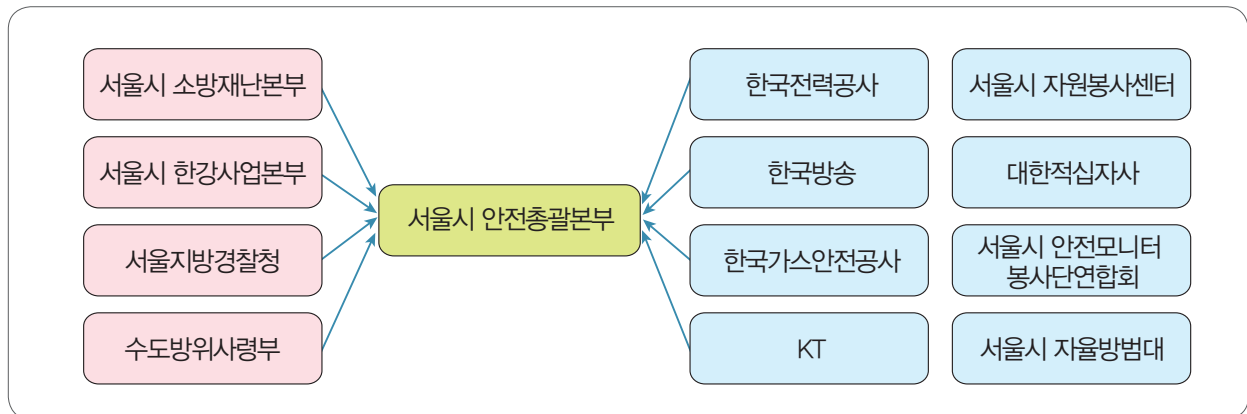 서울시 소방재난본부
서울시 한강사업본부
서울지방경찰청
수도방위사령부
서울시 안전총괄본부
한국전력공사
한국방송
한국가스안전공사
KT
서울시 자원봉사센터
대한적십자사
서울시 안전모니터
봉사단연합회
서울시 자율방범대